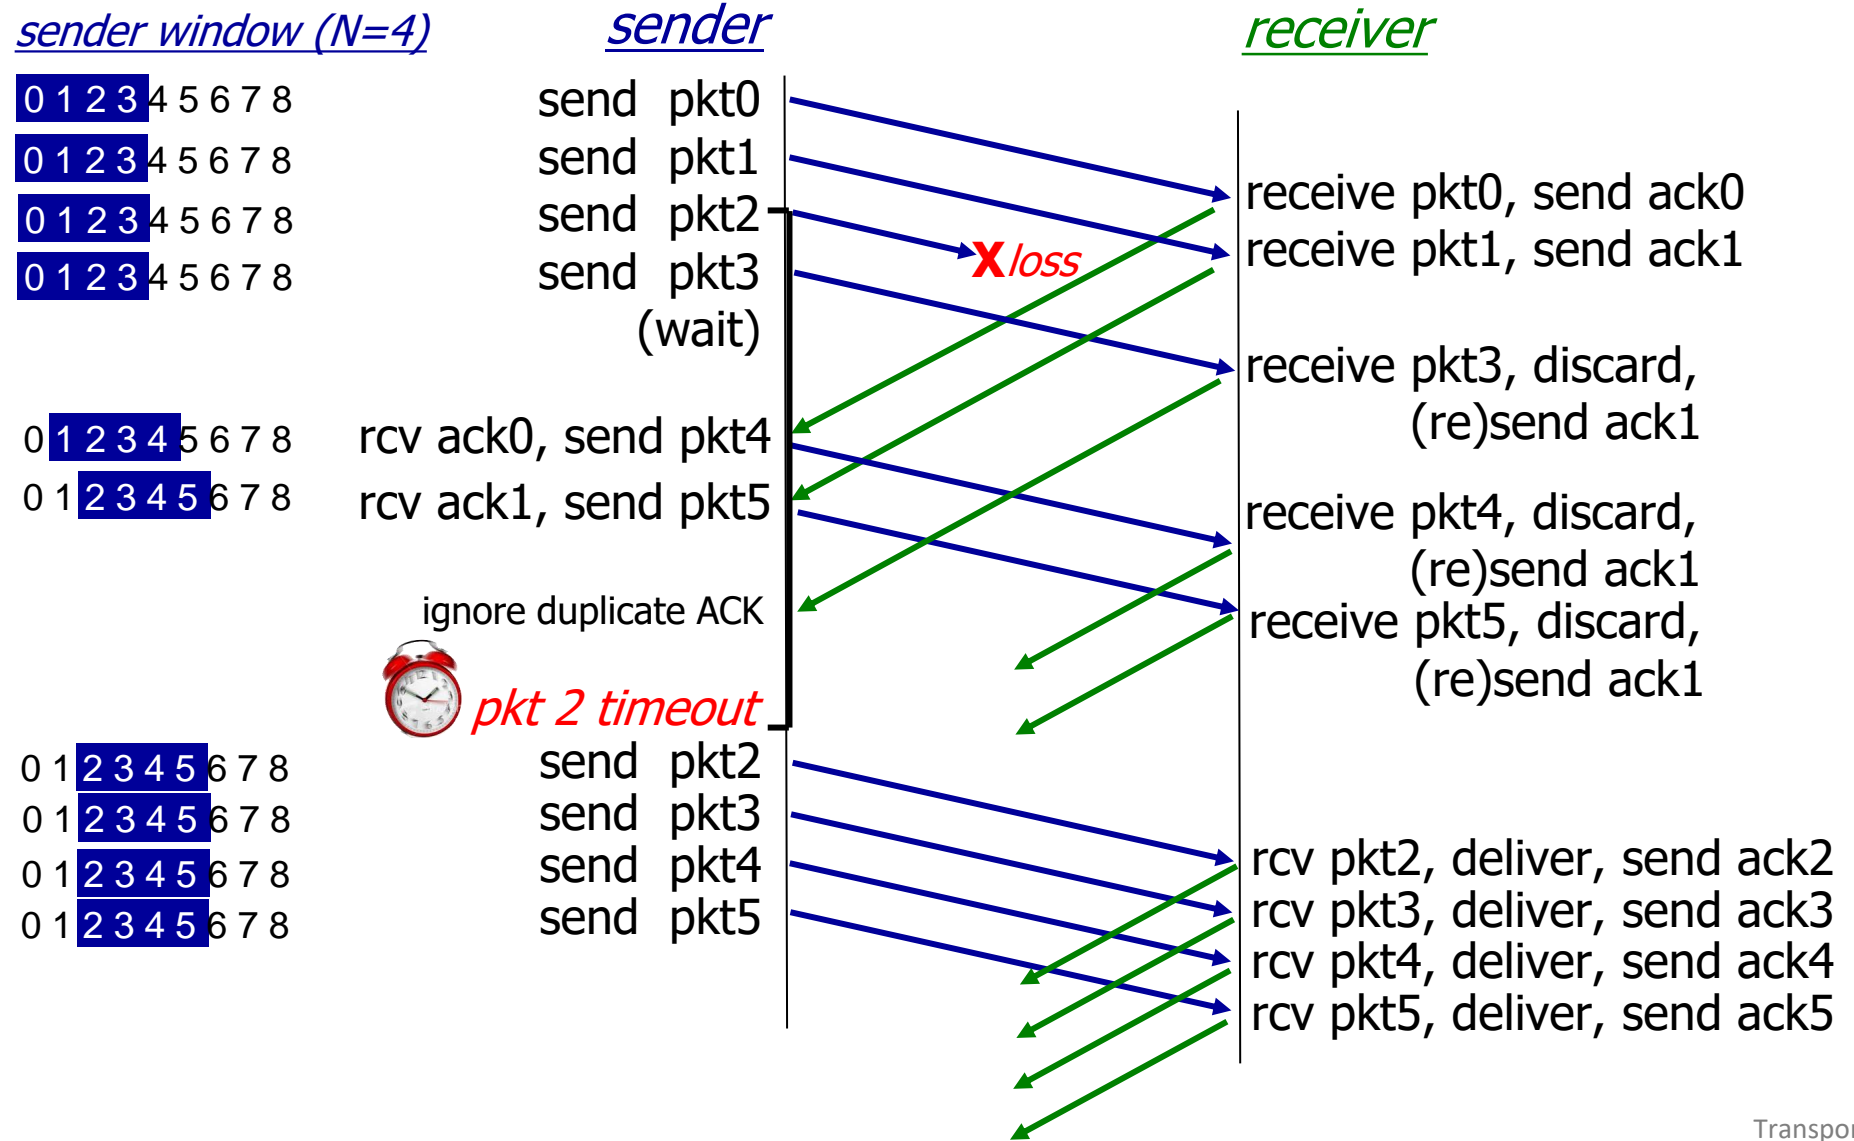 sender window (N=4) sender receiver
0 1 2 3 4 5 6 7 8 send pkt0
0 1 2 3 4 5 6 7 8 send pkt1
receive pkt0, send ack0
0 1 2 3 4 5 6 7 8 send pkt2
X loss receive pkt1, send ack1
0 1 2 3 4 5 6 7 8 send pkt3
(wait)
receive pkt3, discard,
(re)send ack1
0 1 2 3 4 5 6 7 8 rcv ack0, send pkt4
0 1 2 3 4 5 6 7 8 rcv ack1, send pkt5
receive pkt4, discard,
(re)send ack1
ignore duplicate ACK
receive pkt5, discard,
(re)send ack1
pkt 2 timeout
0 1 2 3 4 5 6 7 8 send pkt2
0 1 2 3 4 5 6 7 8 send pkt3
0 1 2 3 4 5 6 7 8 send pkt4
0 1 2 3 4 5 6 7 8 send pkt5
rcv pkt2, deliver, send ack2
rcv pkt3, deliver, send ack3
rcv pkt4, deliver, send ack4
rcv pkt5, deliver, send ack5
Transpor